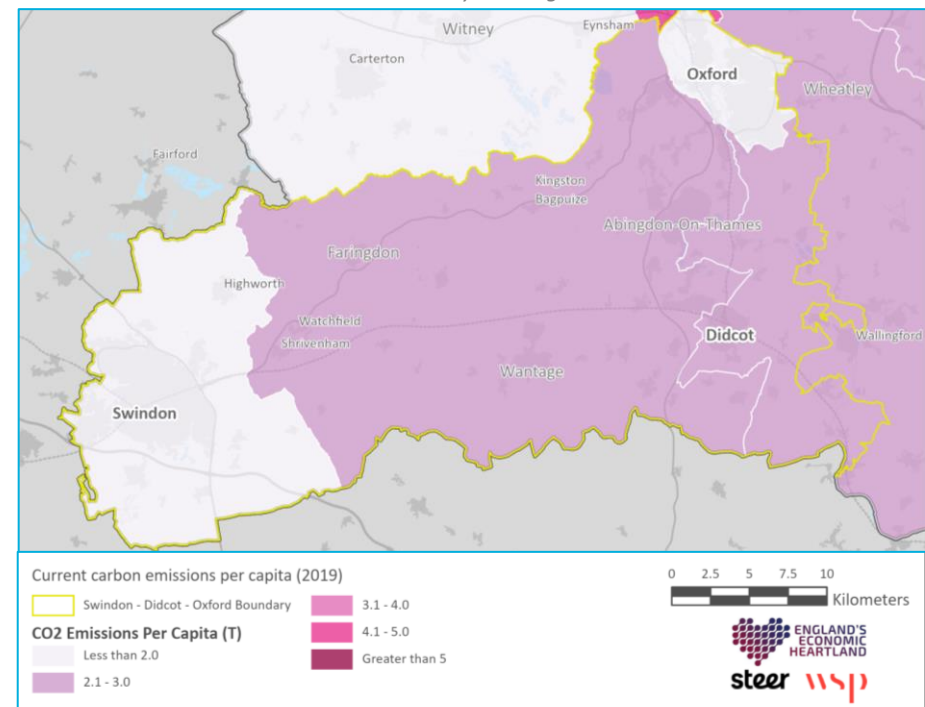 Witney
Eynsham
Carterton
Oxford
Wheatley
Fairford
Kingston
Bagpuize
Abingdon-On-Thames
Faringdon
Highworth
Watchfield
Shrivenham
Didcot
Wallingford
Wantage
Swindon
Current carbon emissions per capita (2019)
Swindon - Didcot - Oxford Boundary
CO2 Emissions Per Capita (T)
Less than 2.0
2.1 - 3.0
3.1 - 4.0
4.1 - 5.0
Greater than 5
0 2.5 5 7.5 10
Kilometers
ENGLAND'S
ECONOMIC
HEARTLAND
steer wsp